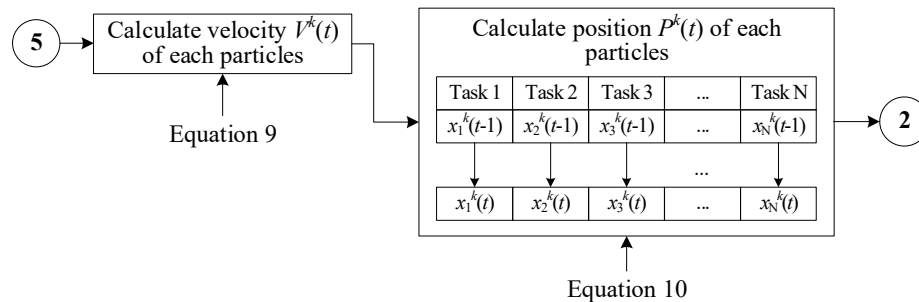 5
Calculate velocity V^k(t)
of each particles
Equation 9
Calculate position P^k(t) of each
particles
Task 1 Task 2 Task 3 ... Task N
x_1^k(t-1) x_2^k(t-1) x_3^k(t-1) ... x_N^k(t-1)
...
x_1^k(t) x_2^k(t) x_3^k(t) ... x_N^k(t)
Equation 10
2